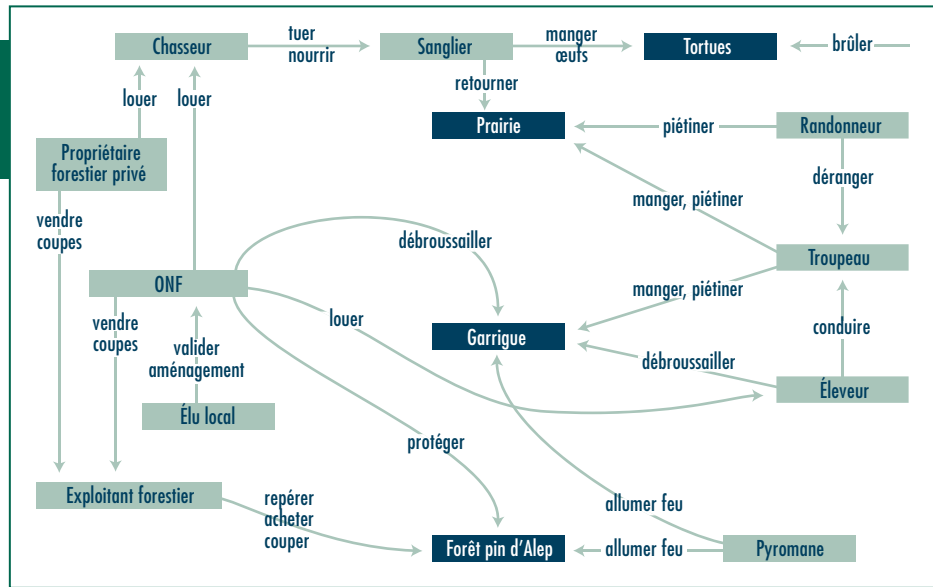 Chasseur
tuer
nourrir
Sanglier
manger
œufs
Tortues
brûler
louer
louer
retourner
Prairie
piétiner
Randonneur
Propriétaire
forestier privé
déranger
manger, piétiner
vendre
coupes
débroussailler
Troupeau
ONF
manger, piétiner
louer
vendre
coupes
valider
aménagement
Garrigue
conduire
débroussailler
Éleveur
Élu local
protéger
Exploitant forestier
repérer
acheter
couper
allumer feu
Forêt pin d'Alep
allumer feu
Pyromane